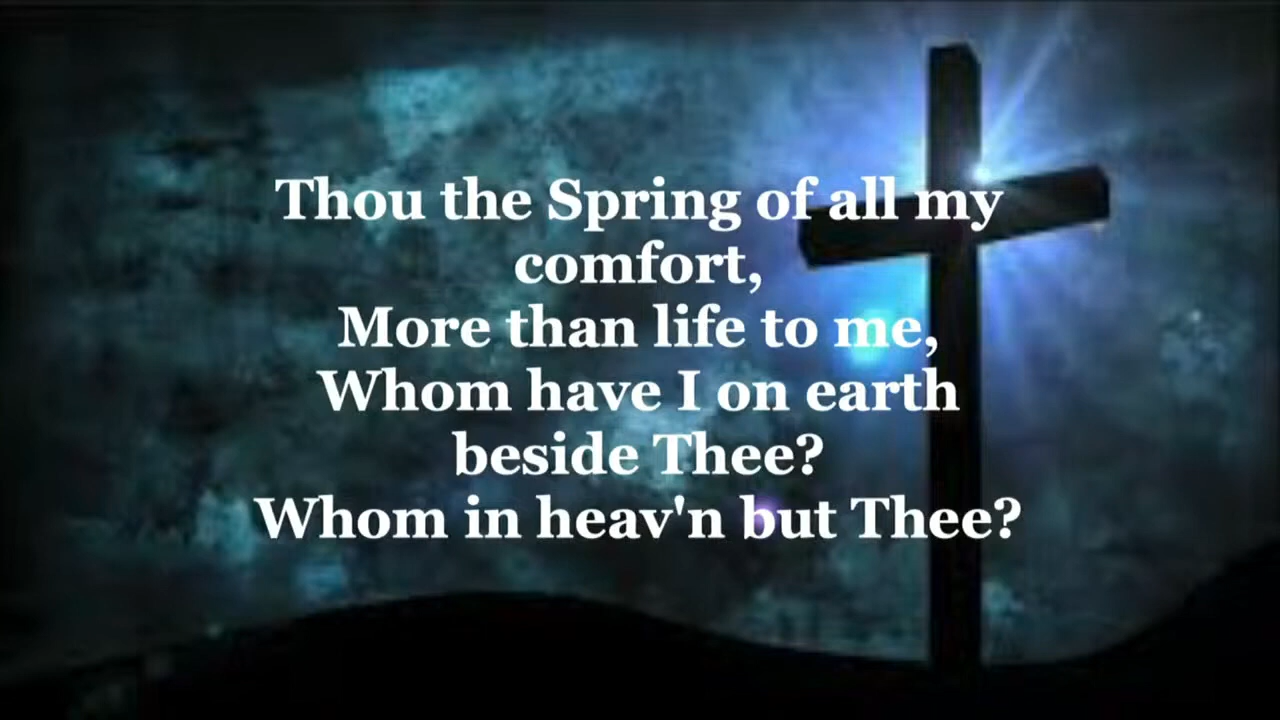 Thou the Spring of all my
comfort,
More than life to me,
Whom have I on earth
beside Thee?
Whom in heav'n but Thee?